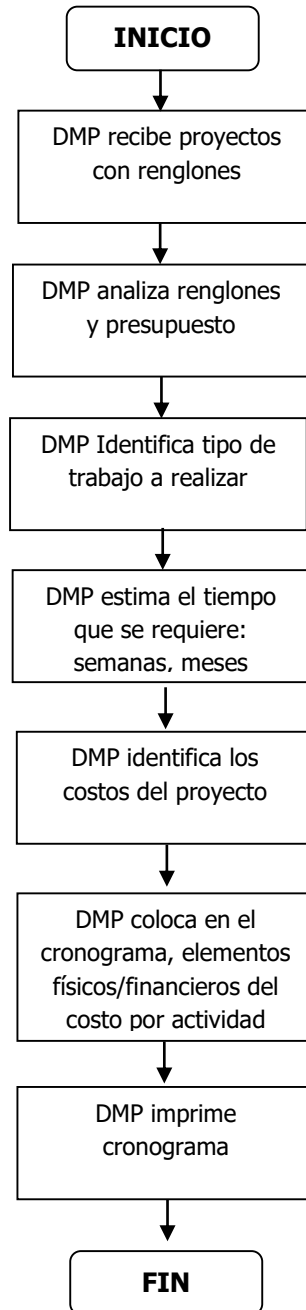 INICIO
DMP recibe proyectos
con renglones
DMP analiza renglones
y presupuesto
DMP Identifica tipo de
trabajo a realizar
DMP estima el tiempo
que se requiere:
semanas, meses
DMP identifica los
costos del proyecto
DMP coloca en el
cronograma, elementos
físicos/financieros del
costo por actividad
DMP imprime
cronograma
FIN